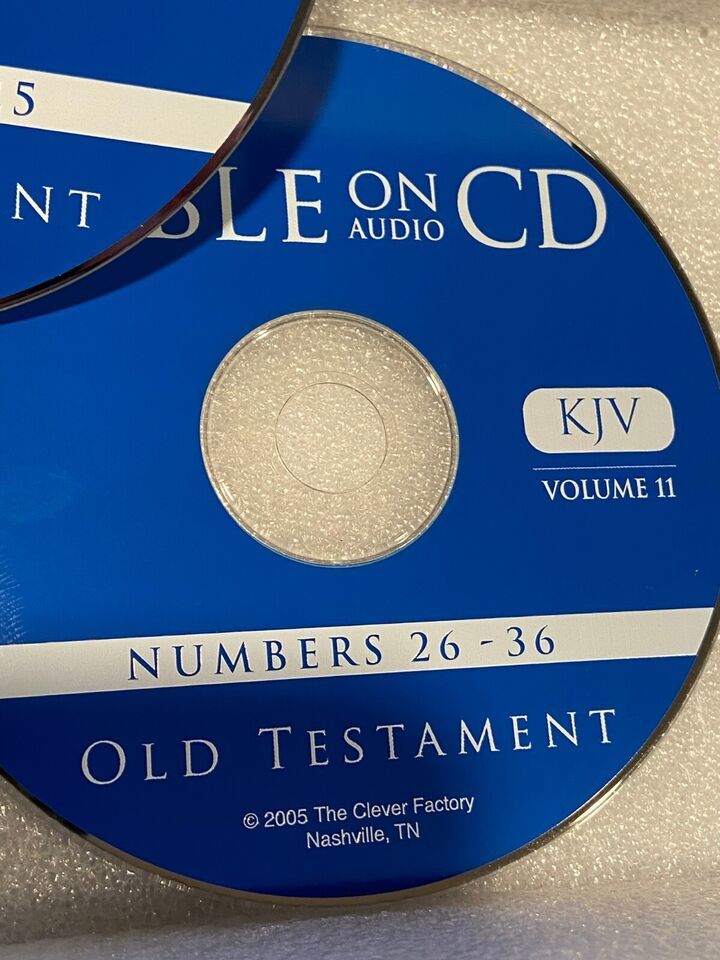 5
NT
BLE ON AUDIO CD
KJV
VOLUME 11
NUMBERS 26 - 36
OLD TESTAMENT
© 2005 The Clever Factory
Nashville, TN